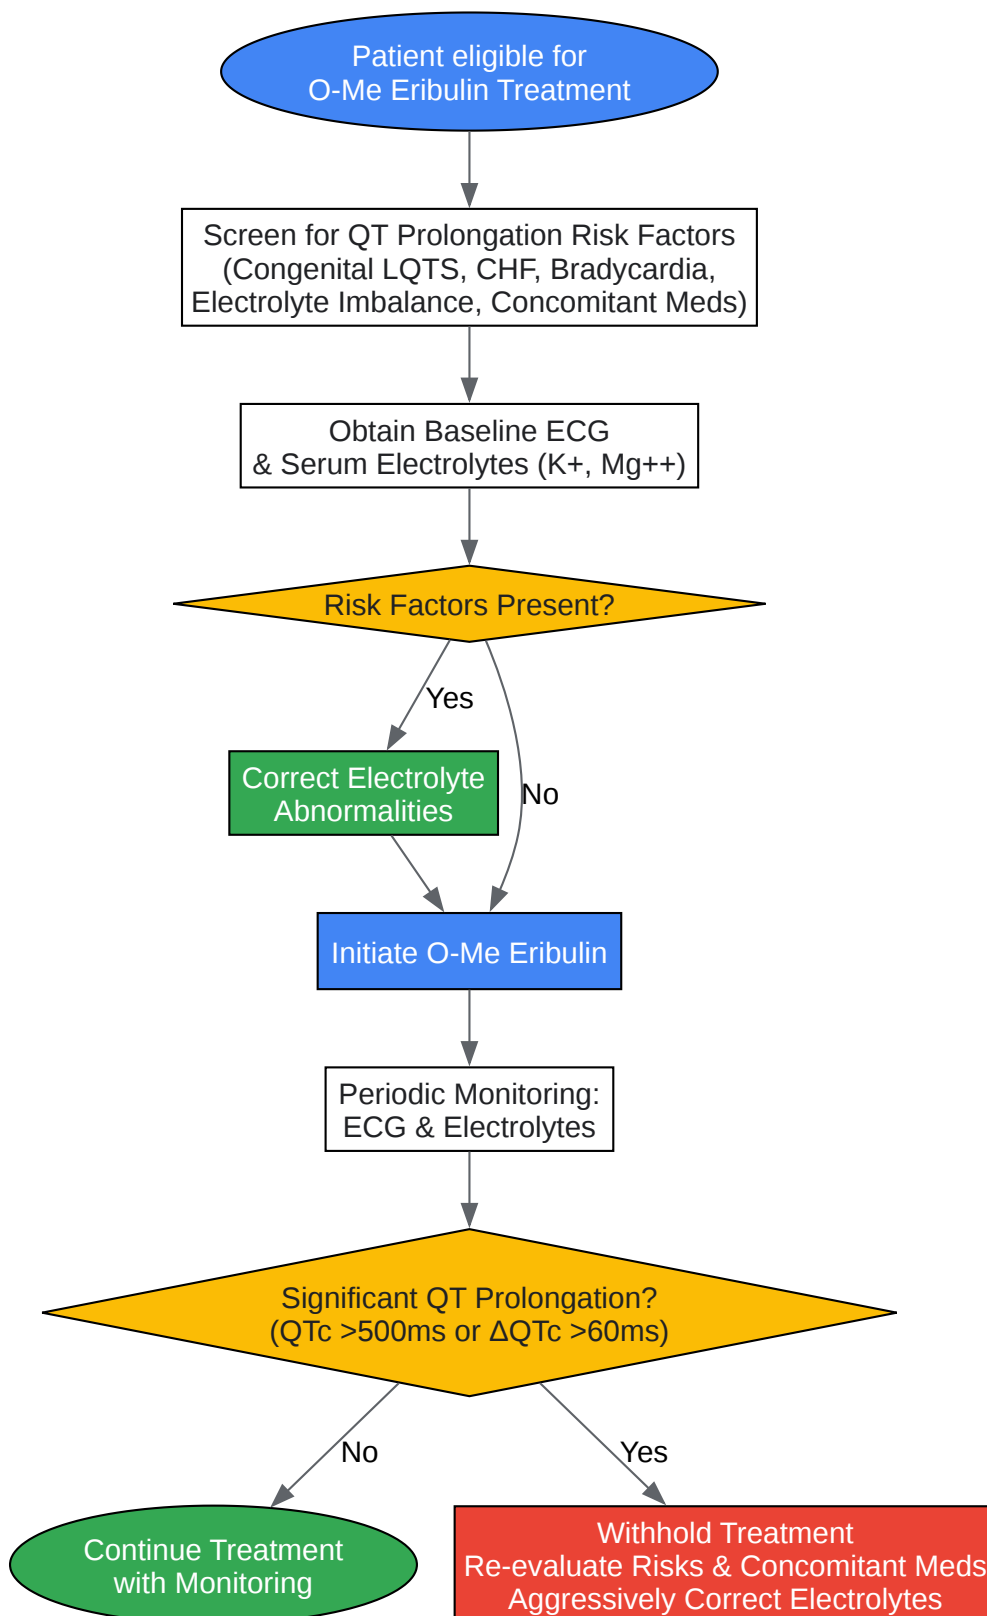 Patient eligible for
O-Me Eribulin Treatment
Screen for QT Prolongation Risk Factors
(Congenital LQTS, CHF, Bradycardia,
Electrolyte Imbalance, Concomitant Meds)
Obtain Baseline ECG
& Serum Electrolytes (K+, Mg++)
Risk Factors Present?
Yes
Correct Electrolyte
Abnormalities
No
Initiate O-Me Eribulin
Periodic Monitoring:
ECG & Electrolytes
Significant QT Prolongation?
(QTc >500ms or ΔQTc >60ms)
No
Yes
Continue Treatment
with Monitoring
Withhold Treatment
Re-evaluate Risks & Concomitant Meds
Aggressively Correct Electrolytes